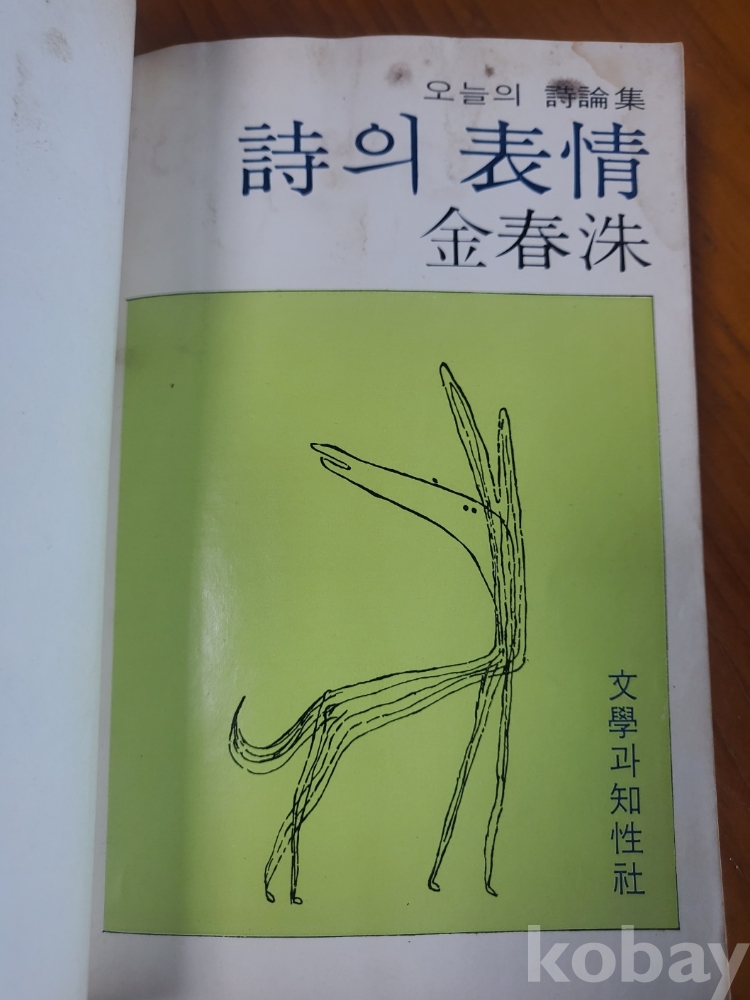 오늘의 詩論集
詩의 表情
金春洙
文學과知性社
kobay